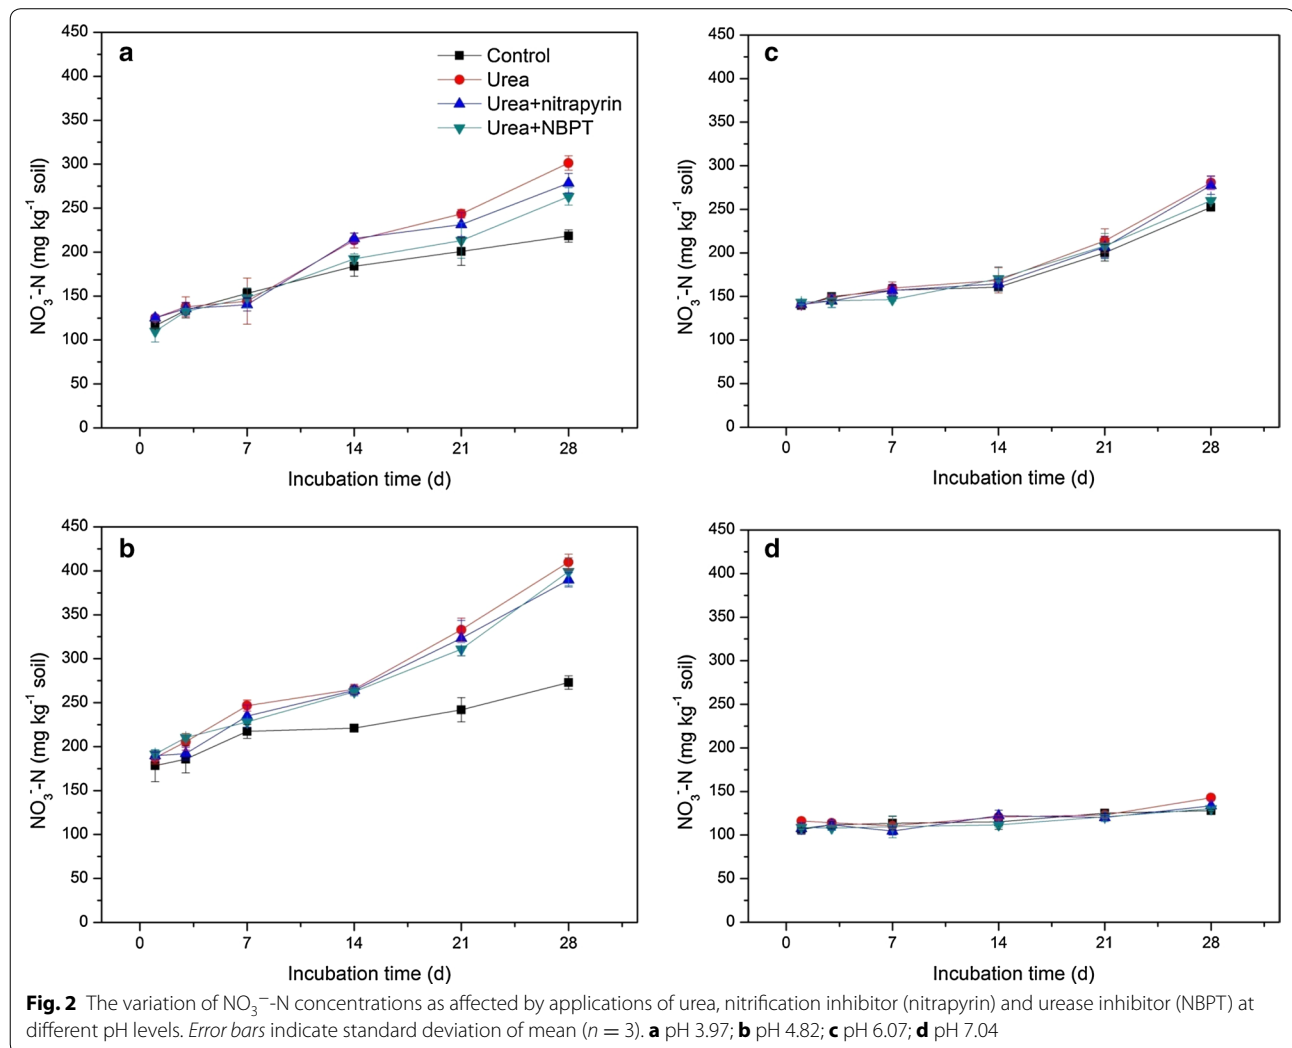 a
Control
Urea
Urea+nitrapyrin
Urea+NBPT
450
400
350
300
250
200
150
100
50
0
NO₃⁻-N (mg kg⁻¹ soil)
0 7 14 21 28
Incubation time (d)
c
450
400
350
300
250
200
150
100
50
0
NO₃⁻-N (mg kg⁻¹ soil)
0 7 14 21 28
Incubation time (d)
b
450
400
350
300
250
200
150
100
50
0
NO₃⁻-N (mg kg⁻¹ soil)
0 7 14 21 28
Incubation time (d)
d
450
400
350
300
250
200
150
100
50
0
NO₃⁻-N (mg kg⁻¹ soil)
0 7 14 21 28
Incubation time (d)
Fig. 2 The variation of NO₃⁻-N concentrations as affected by applications of urea, nitrification inhibitor (nitrapyrin) and urease inhibitor (NBPT) at
different pH levels. Error bars indicate standard deviation of mean (n = 3). a pH 3.97; b pH 4.82; c pH 6.07; d pH 7.04